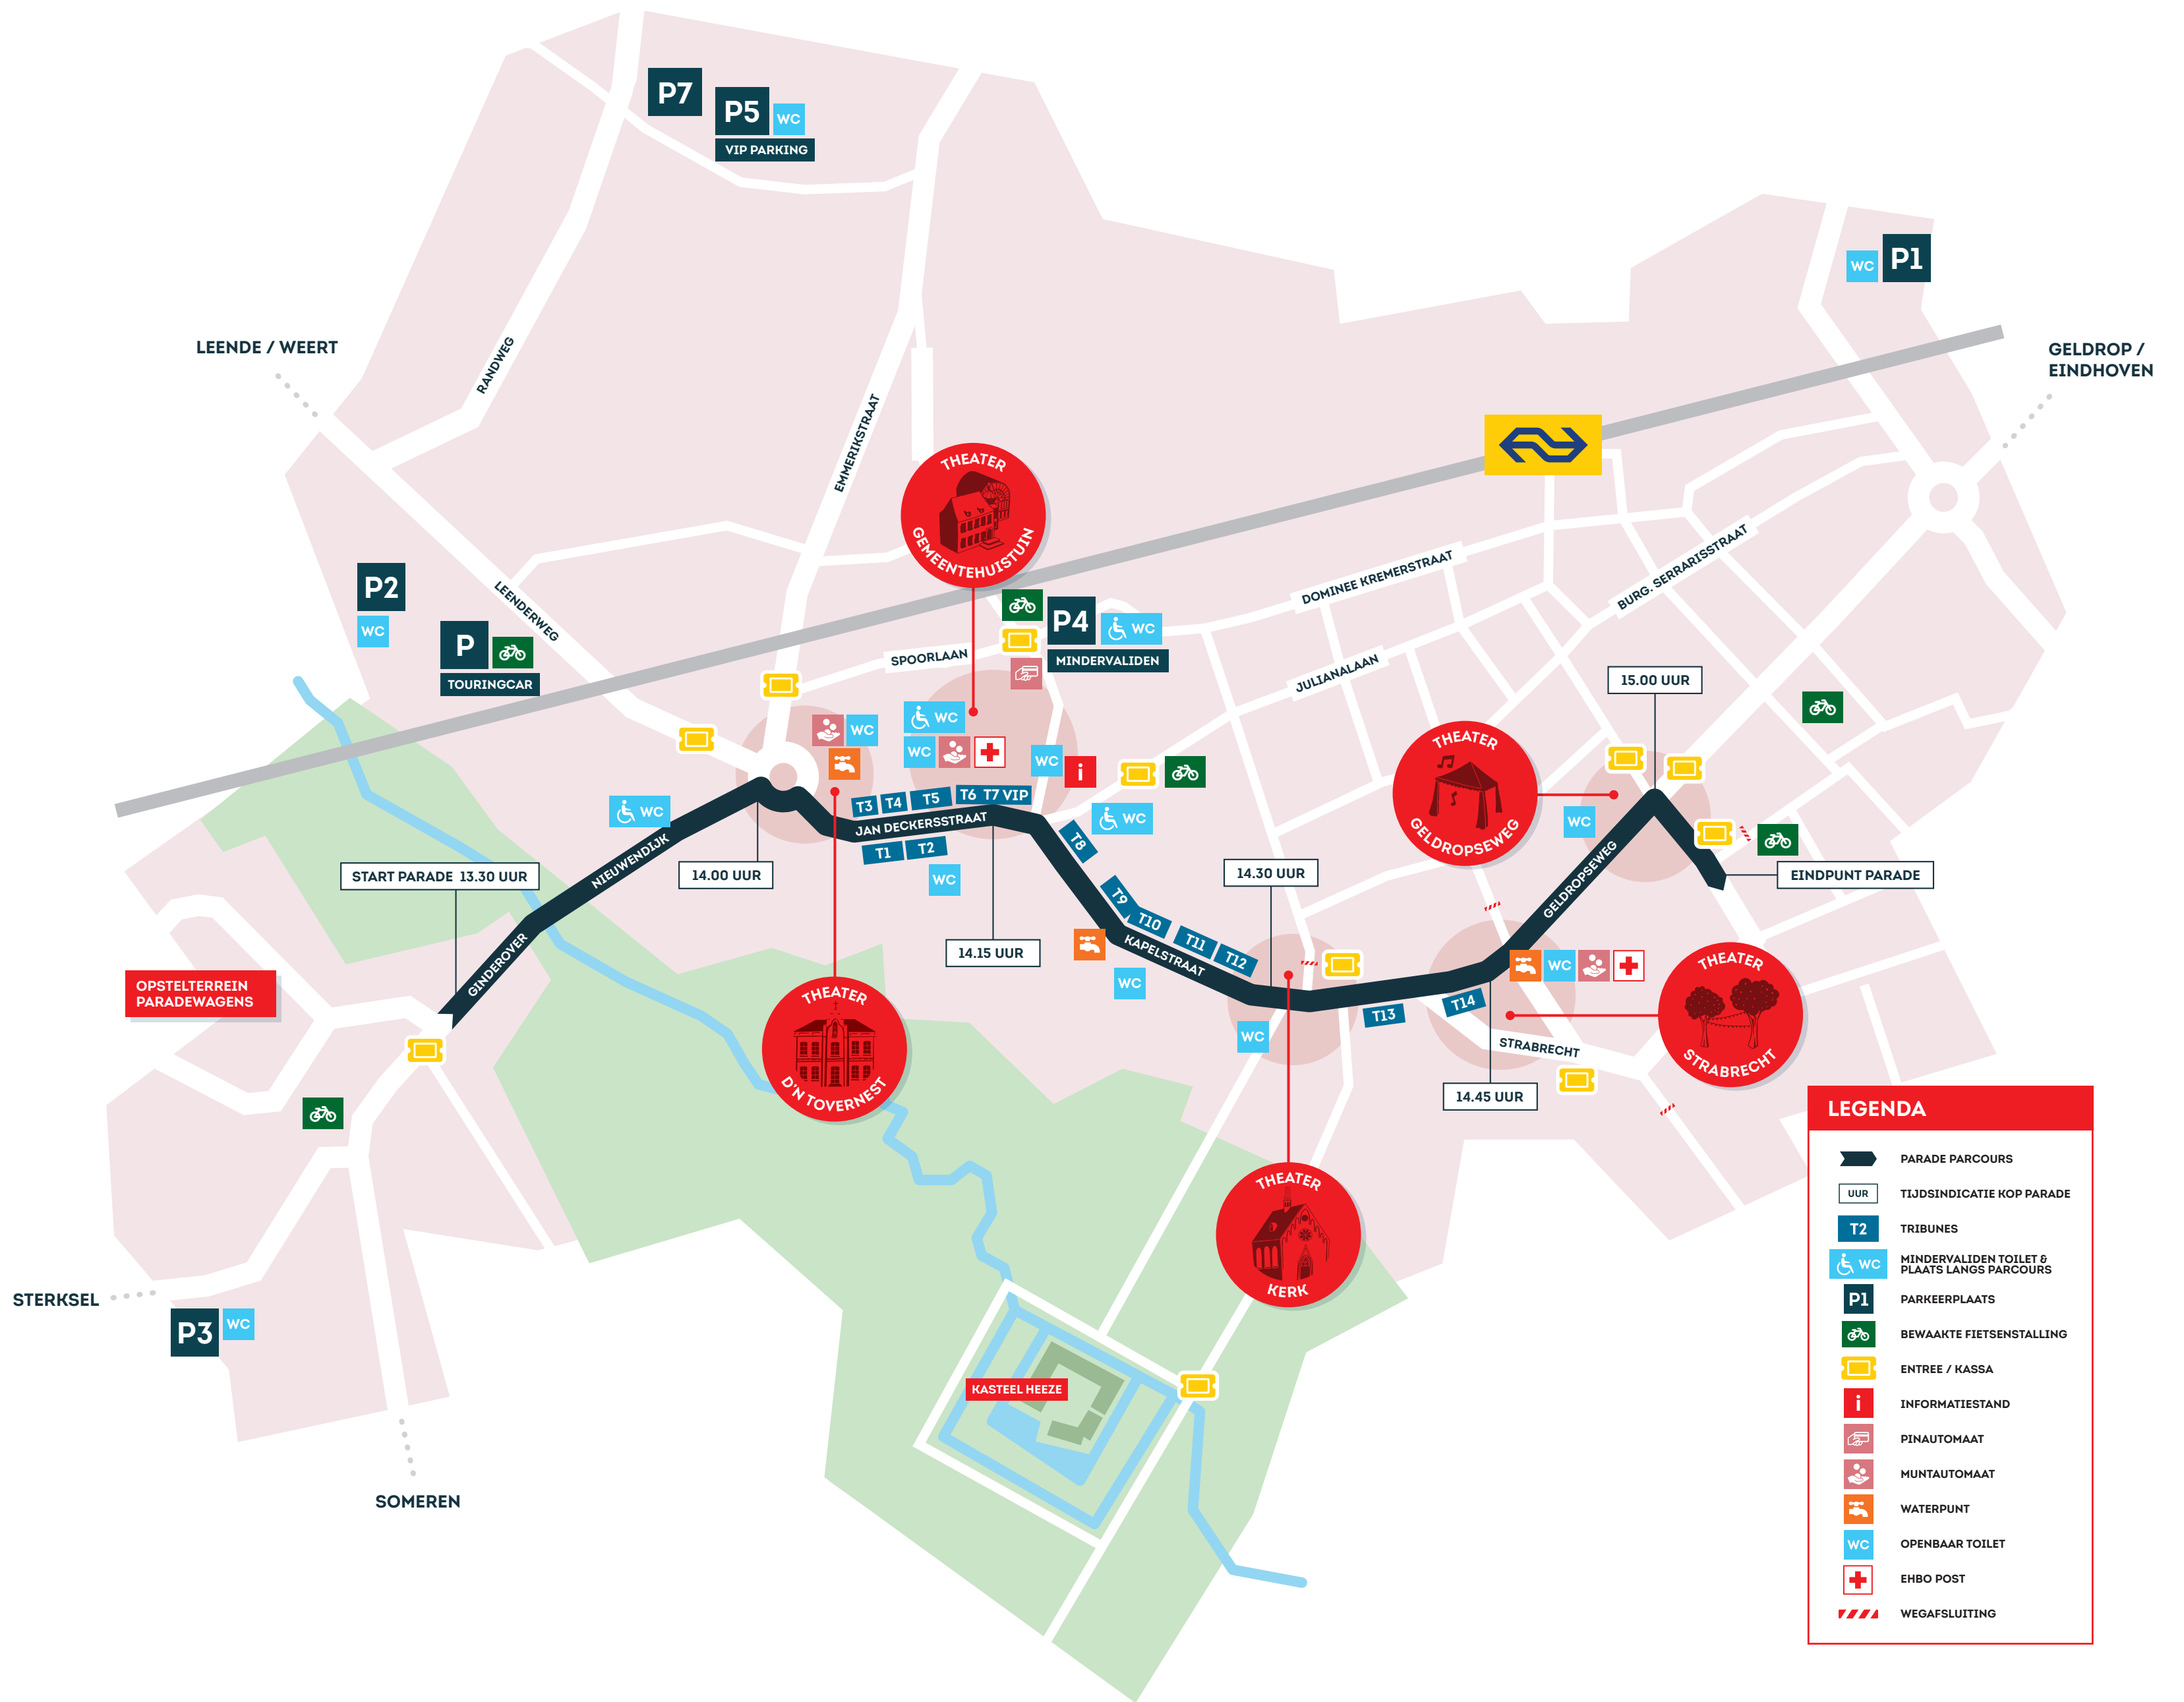 P7
P5
WC
VIP PARKING
WC
P1
LEENDE / WEERT
RANDWEG
GELDROP /
EINDHOVEN
EMMERIKSTRAAT
THEATER
GEMEENTEHUISTUIN
DOMINEE KREMERSTRAAT
BURG. SERRARISSTRAAT
P2
WC
LEENDERWEG
P
TOURINGCAR
P4
WC
MINDERVALIDEN
SPOORLAAN
JULIANALAAN
15.00 UUR
WC
WC
WC
WC
i
THEATER
GELDROPSEWEG
WC
WC
T3
T4
T5
T6 T7 VIP
JAN DECKERSSTRAAT
T1
T2
WC
WC
T8
NIEUWENDIJK
14.00 UUR
START PARADE 13.30 UUR
14.30 UUR
GELDROPSEWEG
EINDPUNT PARADE
T9
T10
T11
T12
KAPELSTRAAT
WC
14.15 UUR
GINDEROVER
OPSTELTERREIN
PARADEWAGENS
WC
THEATER
STRABRECHT
T13
T14
WC
STRABRECHT
14.45 UUR
THEATER
D'N TOVERNEST
THEATER
KERK
STERKSEL
P3
WC
KASTEEL HEEZE
SOMEREN
LEGENDA
PARADE PARCOURS
UUR
TIJDSINDICATIE KOP PARADE
T2
TRIBUNES
WC
MINDERVALIDEN TOILET &
PLAATS LANGS PARCOURS
P1
PARKEERPLAATS
BEWAAKTE FIETSENSTALLING
ENTREE / KASSA
i
INFORMATIESTAND
PINAUTOMAAT
MUNTAUTOMAAT
WATERPUNT
WC
OPENBAAR TOILET
EHBO POST
WEGAFSLUITING